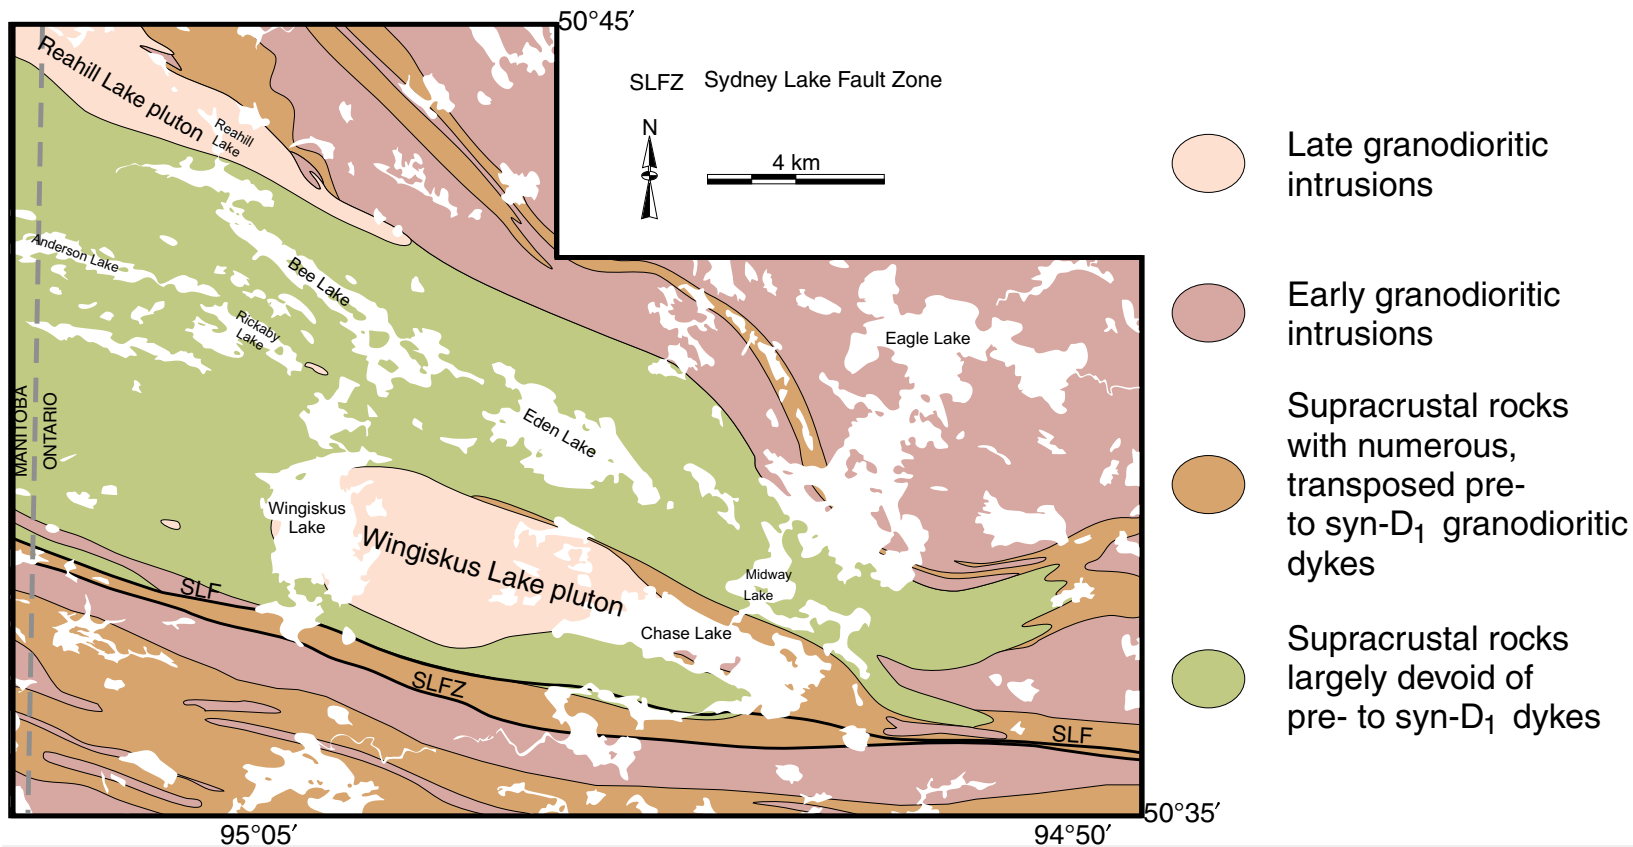 50°45′
SLFZ Sydney Lake Fault Zone
N
4 km
Reahill Lake pluton
Reahill
Lake
Anderson Lake
Bee Lake
Rickaby
Lake
Eagle Lake
MANITOBA
ONTARIO
Eden Lake
Wingiskus
Lake
Wingiskus Lake pluton
Midway
Lake
SLF
Chase Lake
SLFZ
SLF
50°35′
95°05′
94°50′
Late granodioritic
intrusions
Early granodioritic
intrusions
Supracrustal rocks
with numerous,
transposed pre-
to syn-D1 granodioritic
dykes
Supracrustal rocks
largely devoid of
pre- to syn-D1 dykes